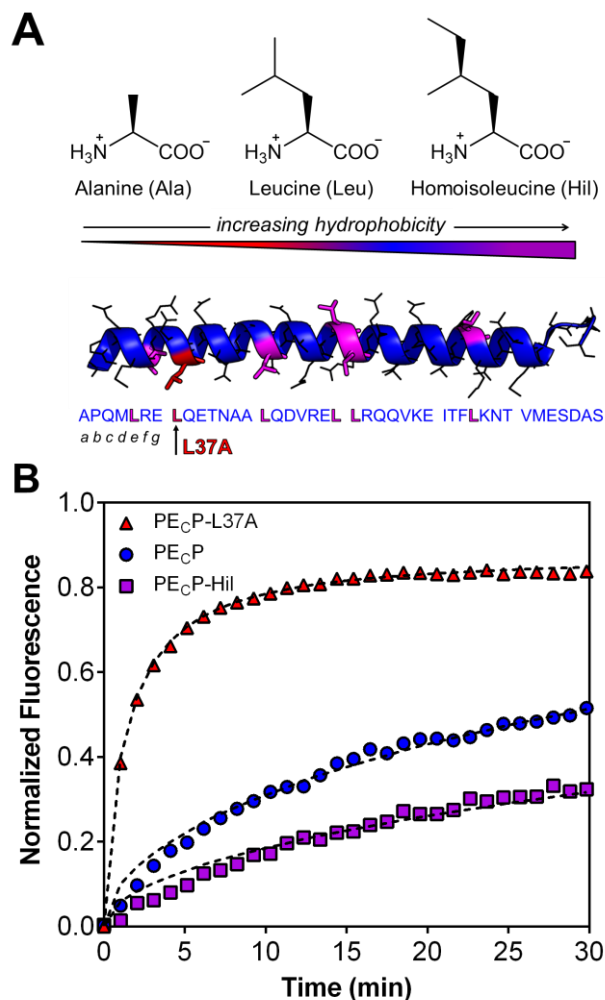 A
H₃N⁺ COO⁻ H₃N⁺ COO⁻ H₃N⁺ COO⁻
Alanine (Ala) Leucine (Leu) Homoisoleucine (Hil)
increasing hydrophobicity
APQMLRE LQETNAA LQDVREL LRQQVKE ITFLKNT VMESDAS
a b c d e f g
L37A
B
1.0
0.8
0.6
0.4
0.2
0.0
Normalized Fluorescence
PECP-L37A
PECP
PECP-Hil
0 5 10 15 20 25 30
Time (min)